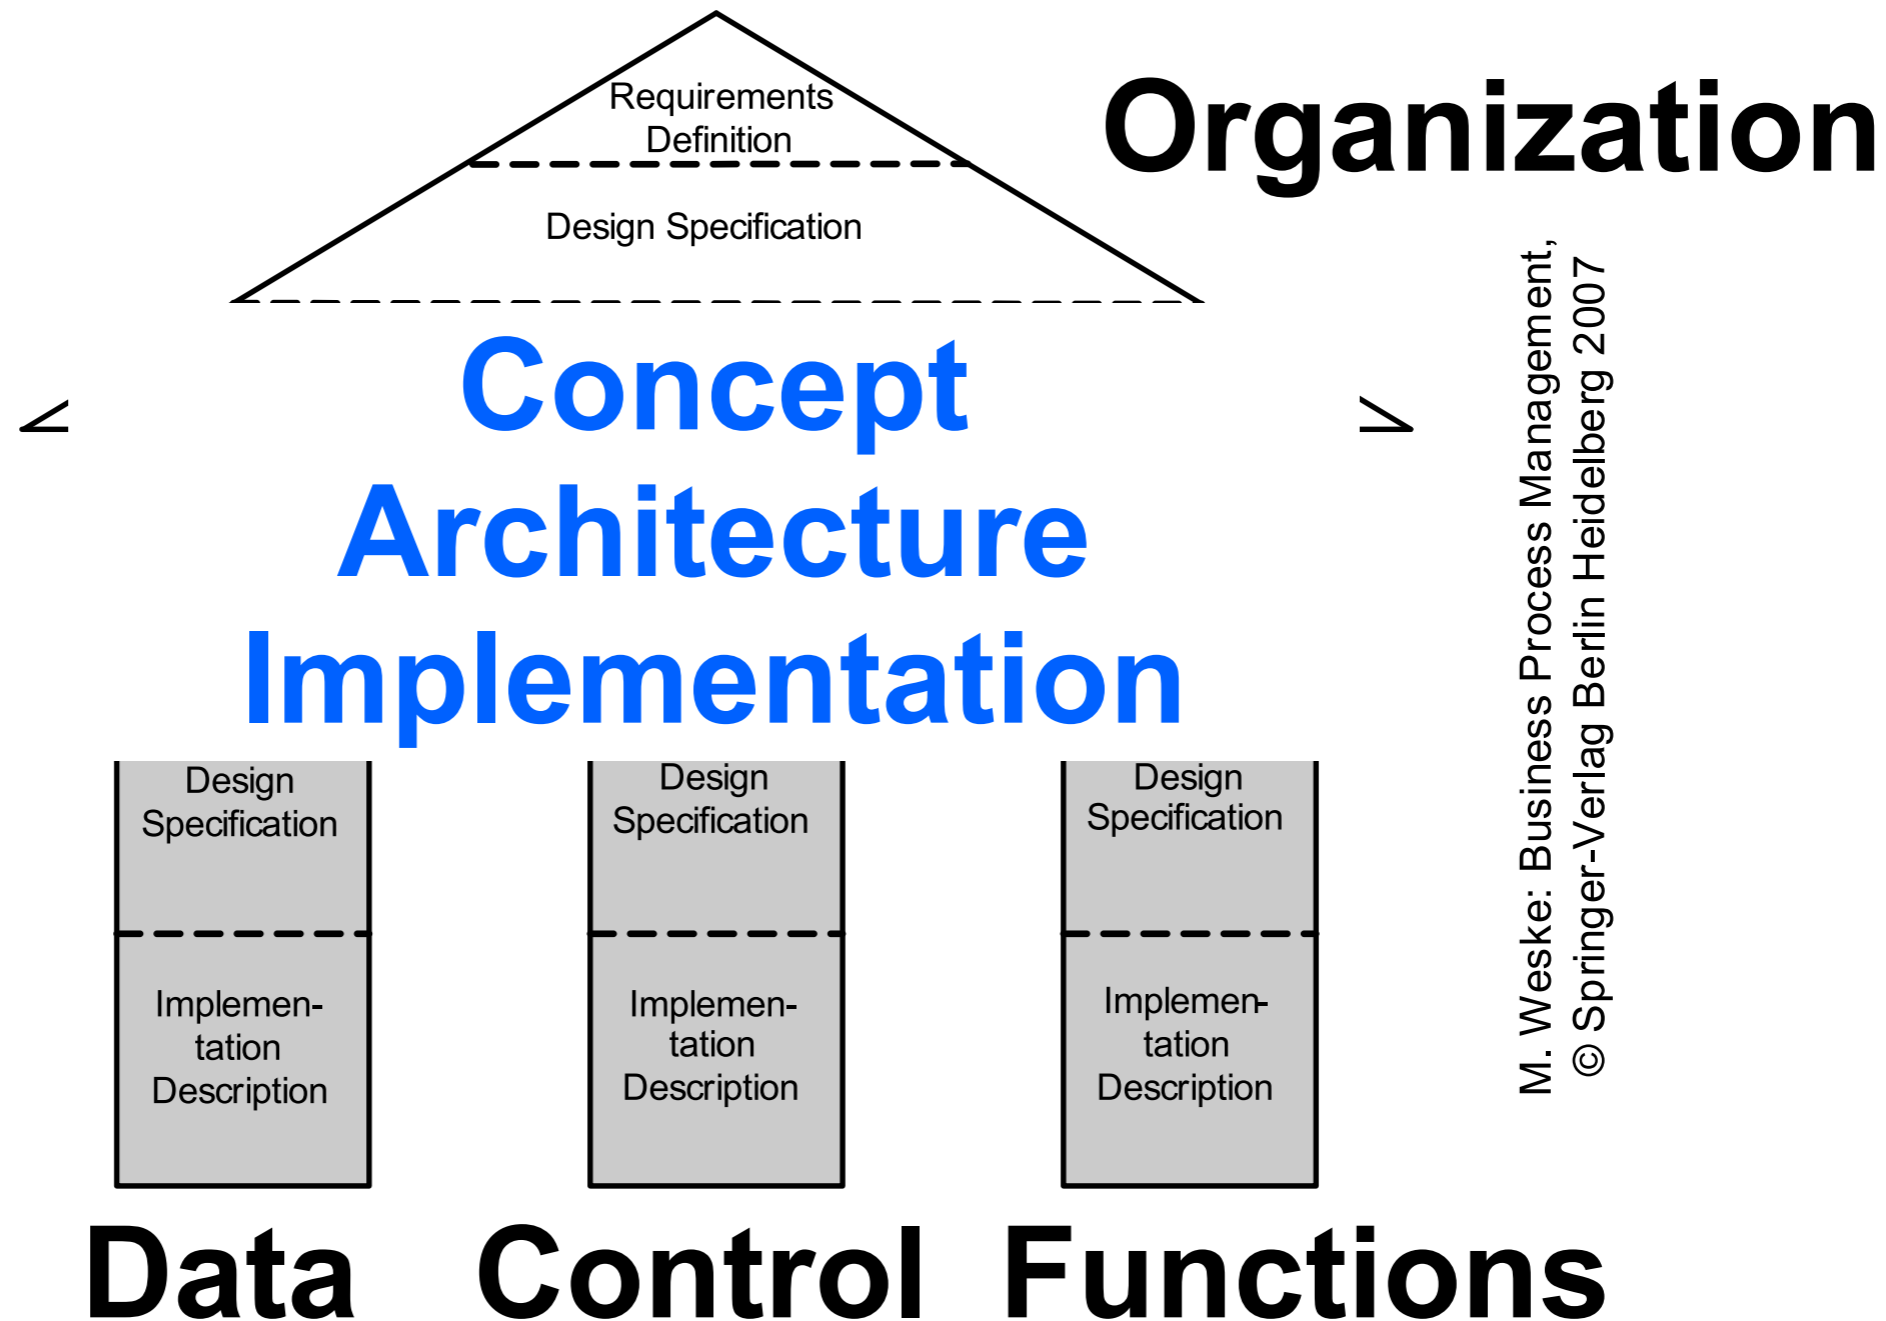 Requirements
Definition
Organization
Design Specification
Concept
Architecture
Implementation
Design
Specification
Design
Specification
Design
Specification
Implemen-
tation
Description
Implemen-
tation
Description
Implemen-
tation
Description
Data
Control
Functions
M. Weske: Business Process Management,
© Springer-Verlag Berlin Heidelberg 2007